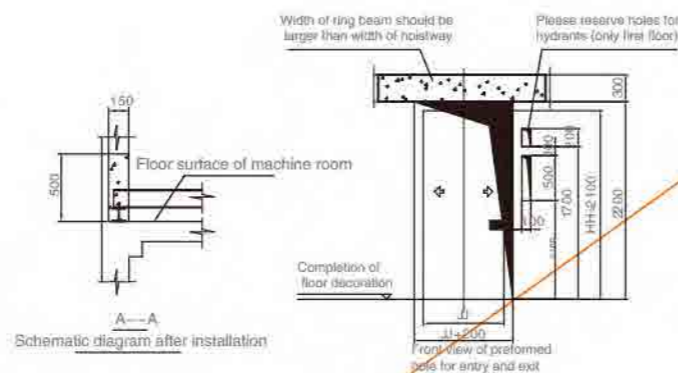 150
500
Floor surface of machine room
A---A
Schematic diagram after installation
Width of ring beam should be
larger than width of hoistway
Please reserve holes for
hydrants (only first floor)
300
100
500
1700
HH≥2100
2200
100
Completion of
floor decoration
JJ
JJ+200
Front view of preformed
hole for entry and exit